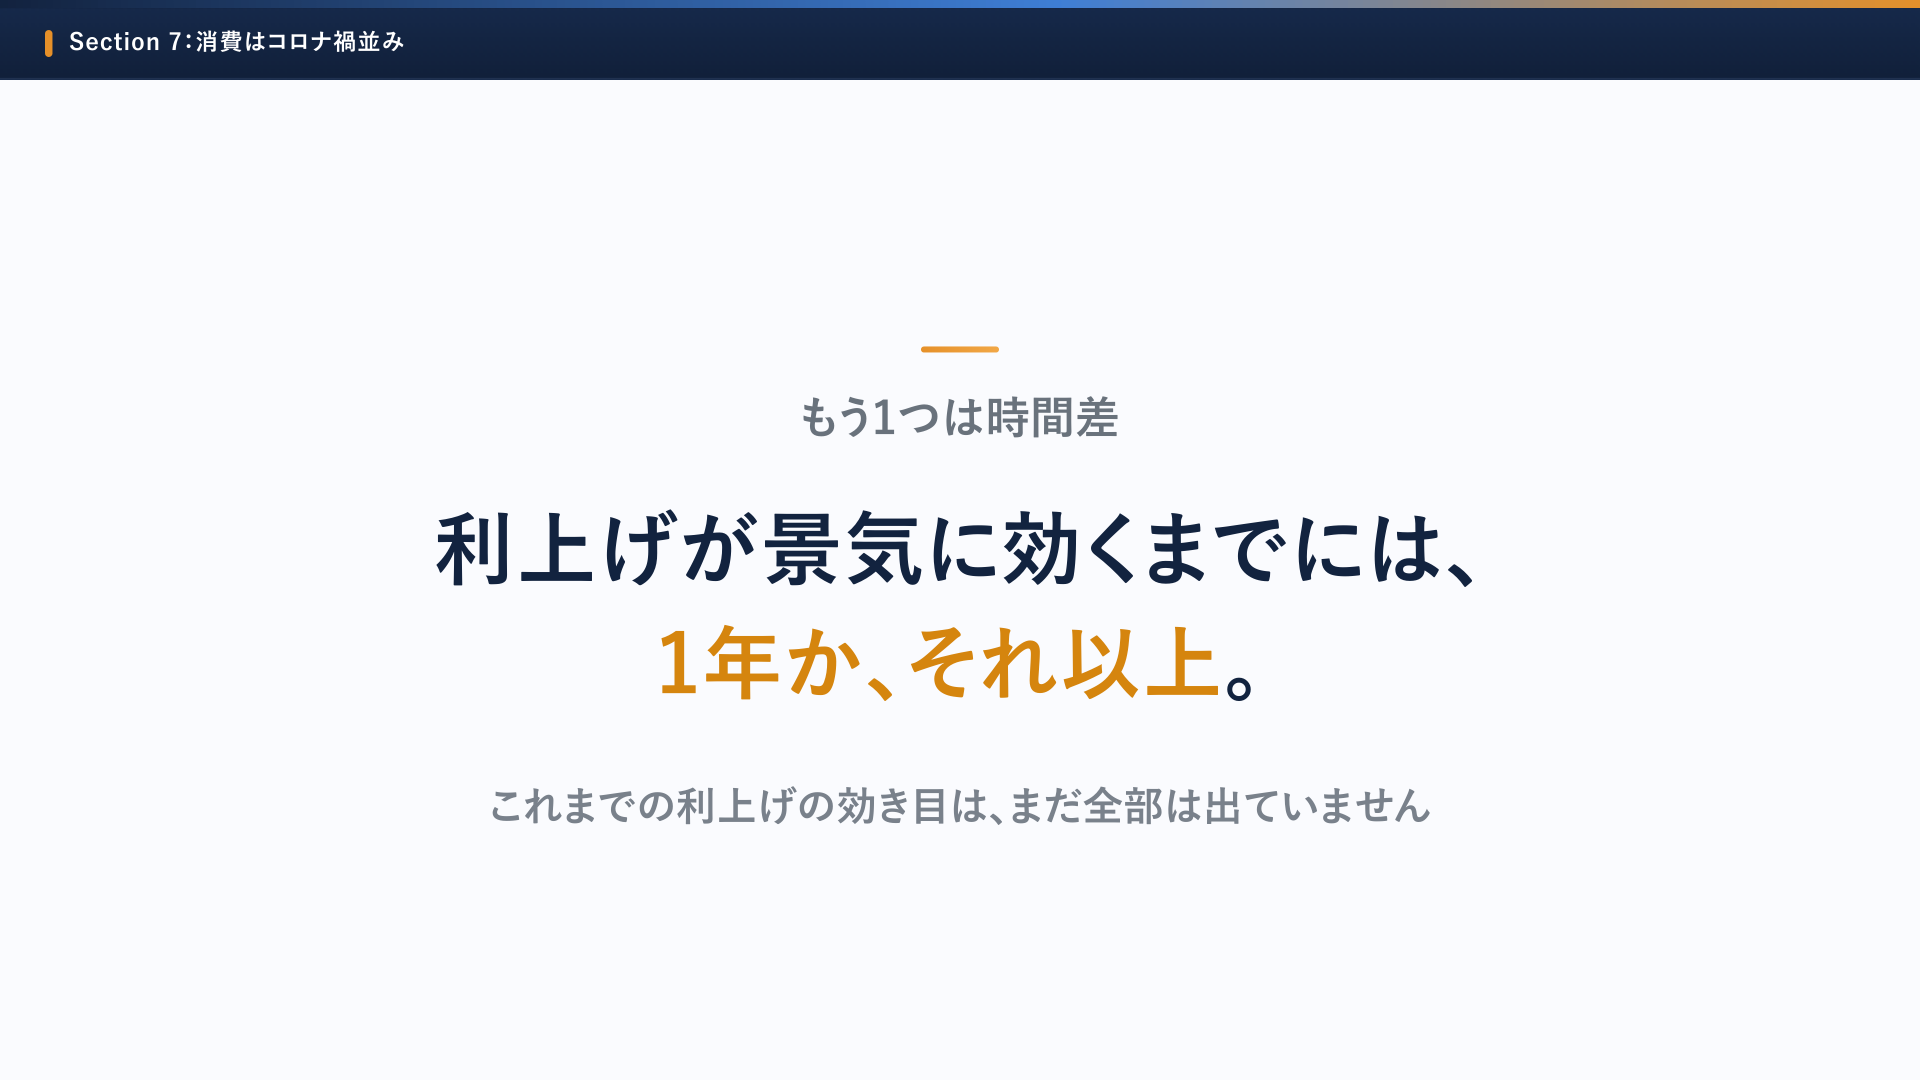 Section 7：消費はコロナ禍並み
もう1つは時間差
利上げが景気に効くまでには、
1年か、それ以上。
これまでの利上げの効き目は、まだ全部は出ていません